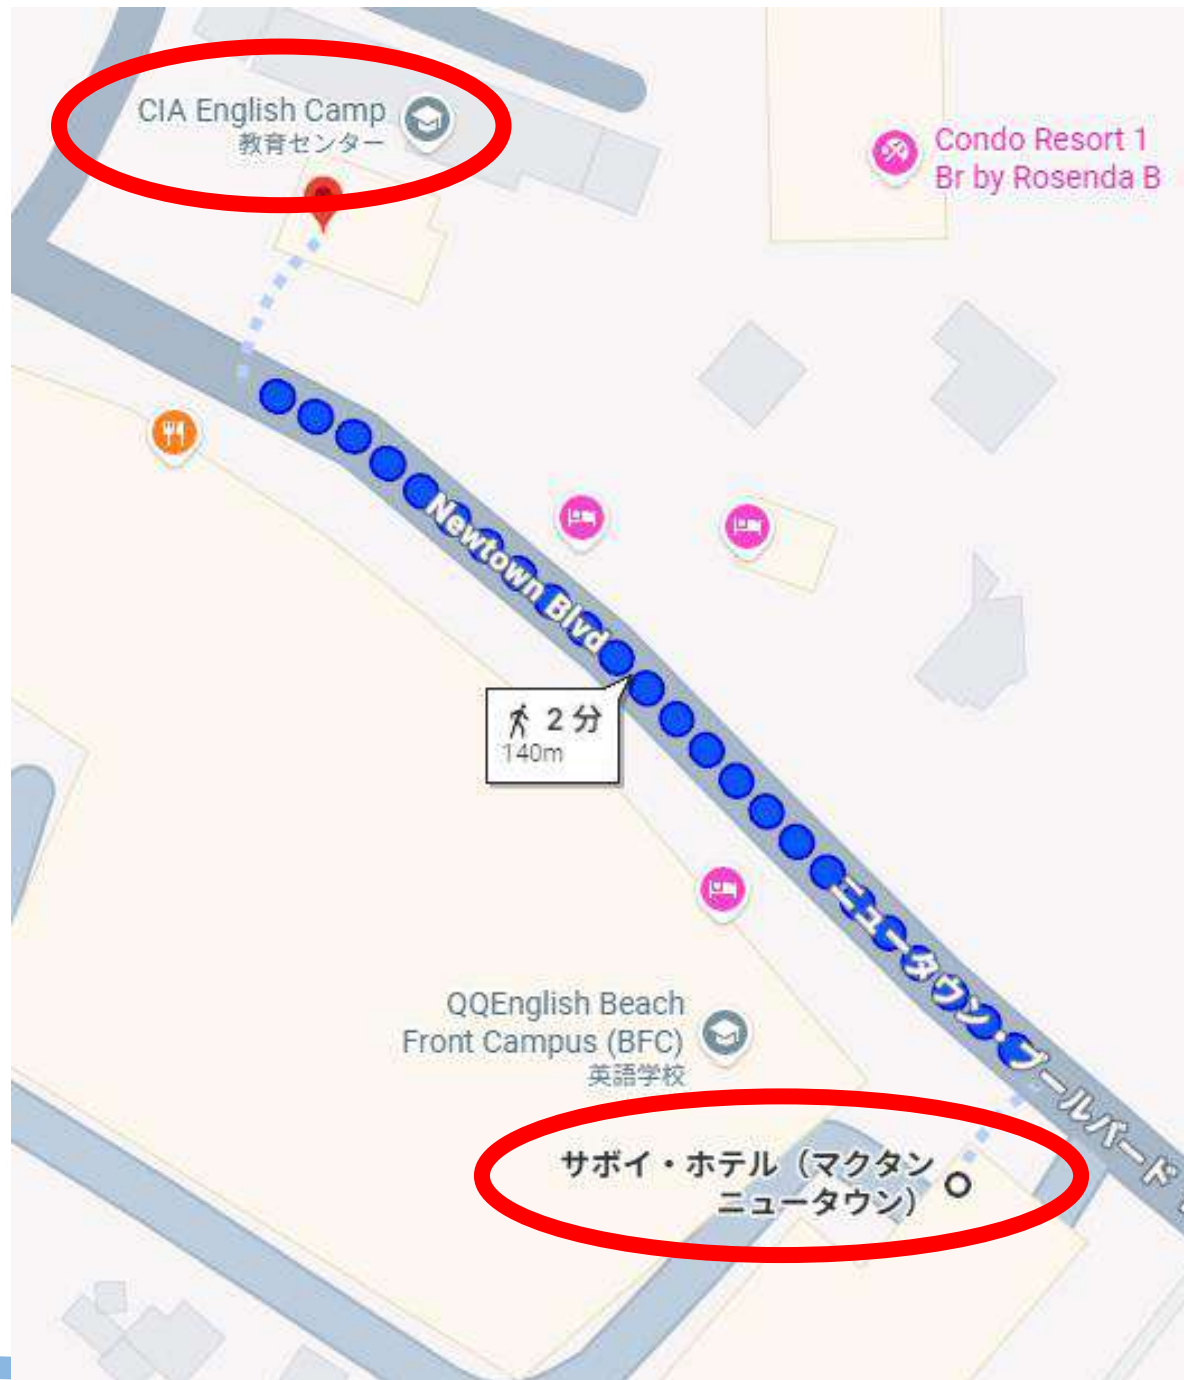 CIA English Camp
教育センター
Condo Resort 1
Br by Rosenda B
Newtown Blvd
2 分
140m
ニュータウン・ブールバード
QQEnglish Beach
Front Campus (BFC)
英語学校
サボイ・ホテル（マクタン
ニュータウン）